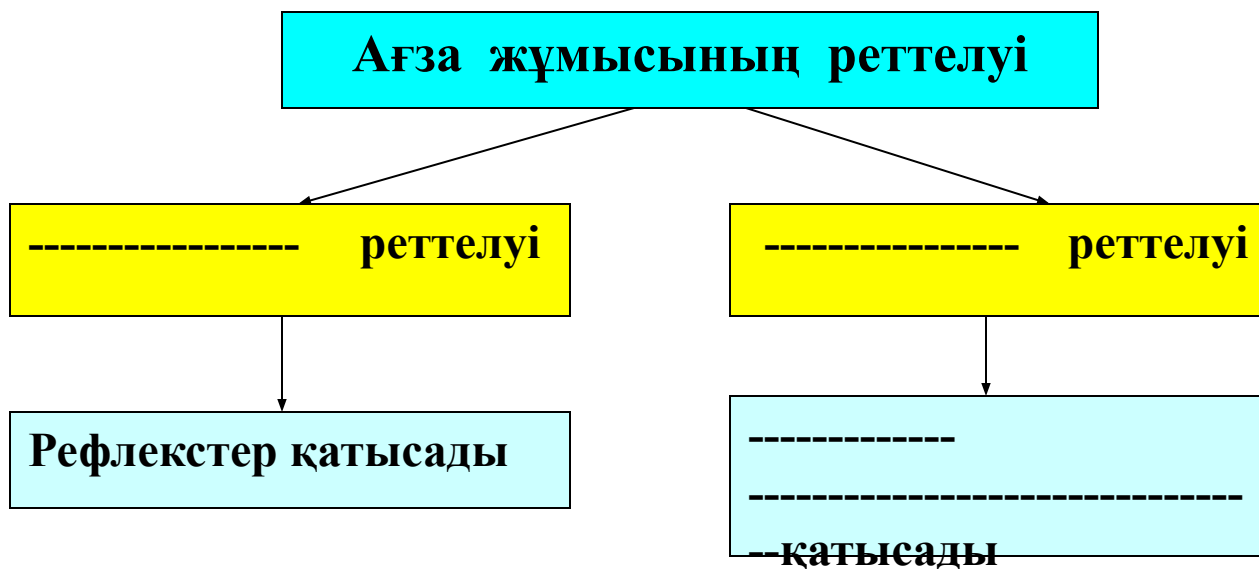 Ағза жұмысының реттелуі
----------------- реттелуі
---------------- реттелуі
Рефлекстер қатысады
-------------
-------------------------------
--қатысады